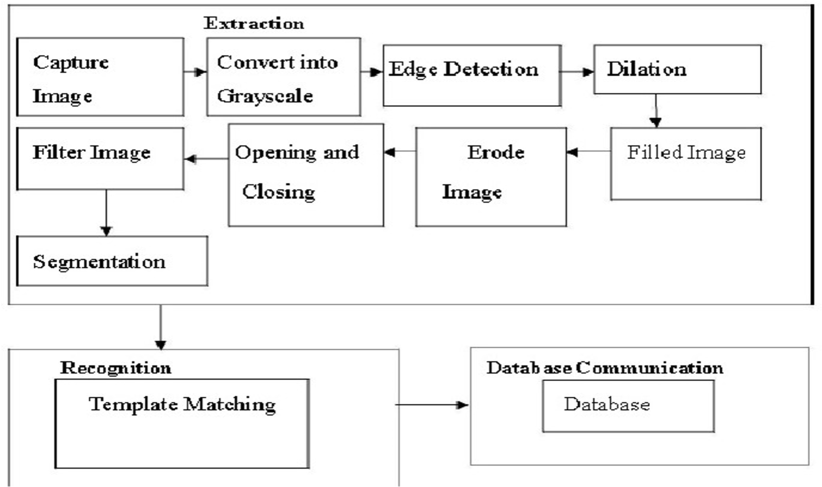 Extraction
Capture
Image
Convert into
Grayscale
Edge Detection
Dilation
Filled Image
Erode
Image
Opening and
Closing
Filter Image
Segmentation
Recognition
Template Matching
Database Communication
Database